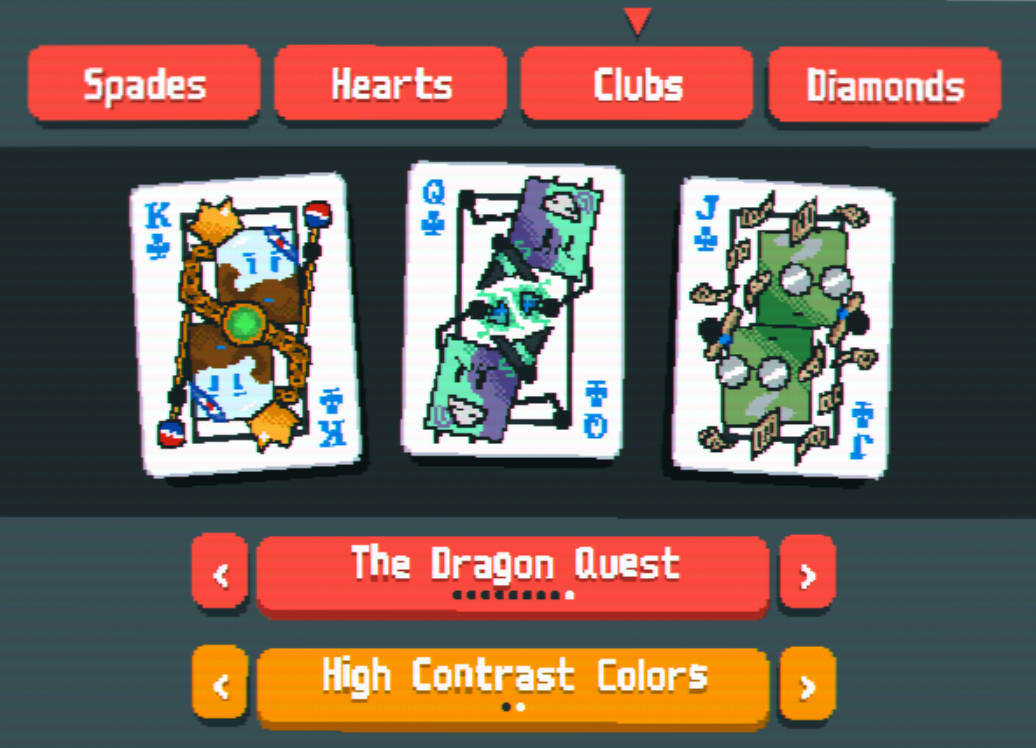 Spades
Hearts
Clubs
Diamonds
K
Q
J
K
Q
J
<
The Dragon Quest
>
<
High Contrast Colors
>